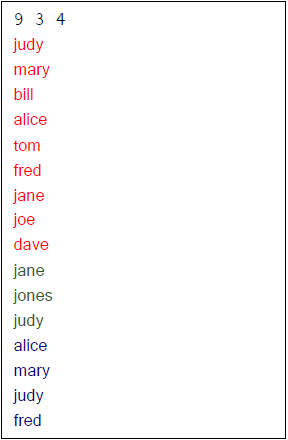 9 3 4
judy
mary
bill
alice
tom
fred
jane
joe
dave
jane
jones
judy
alice
mary
judy
fred